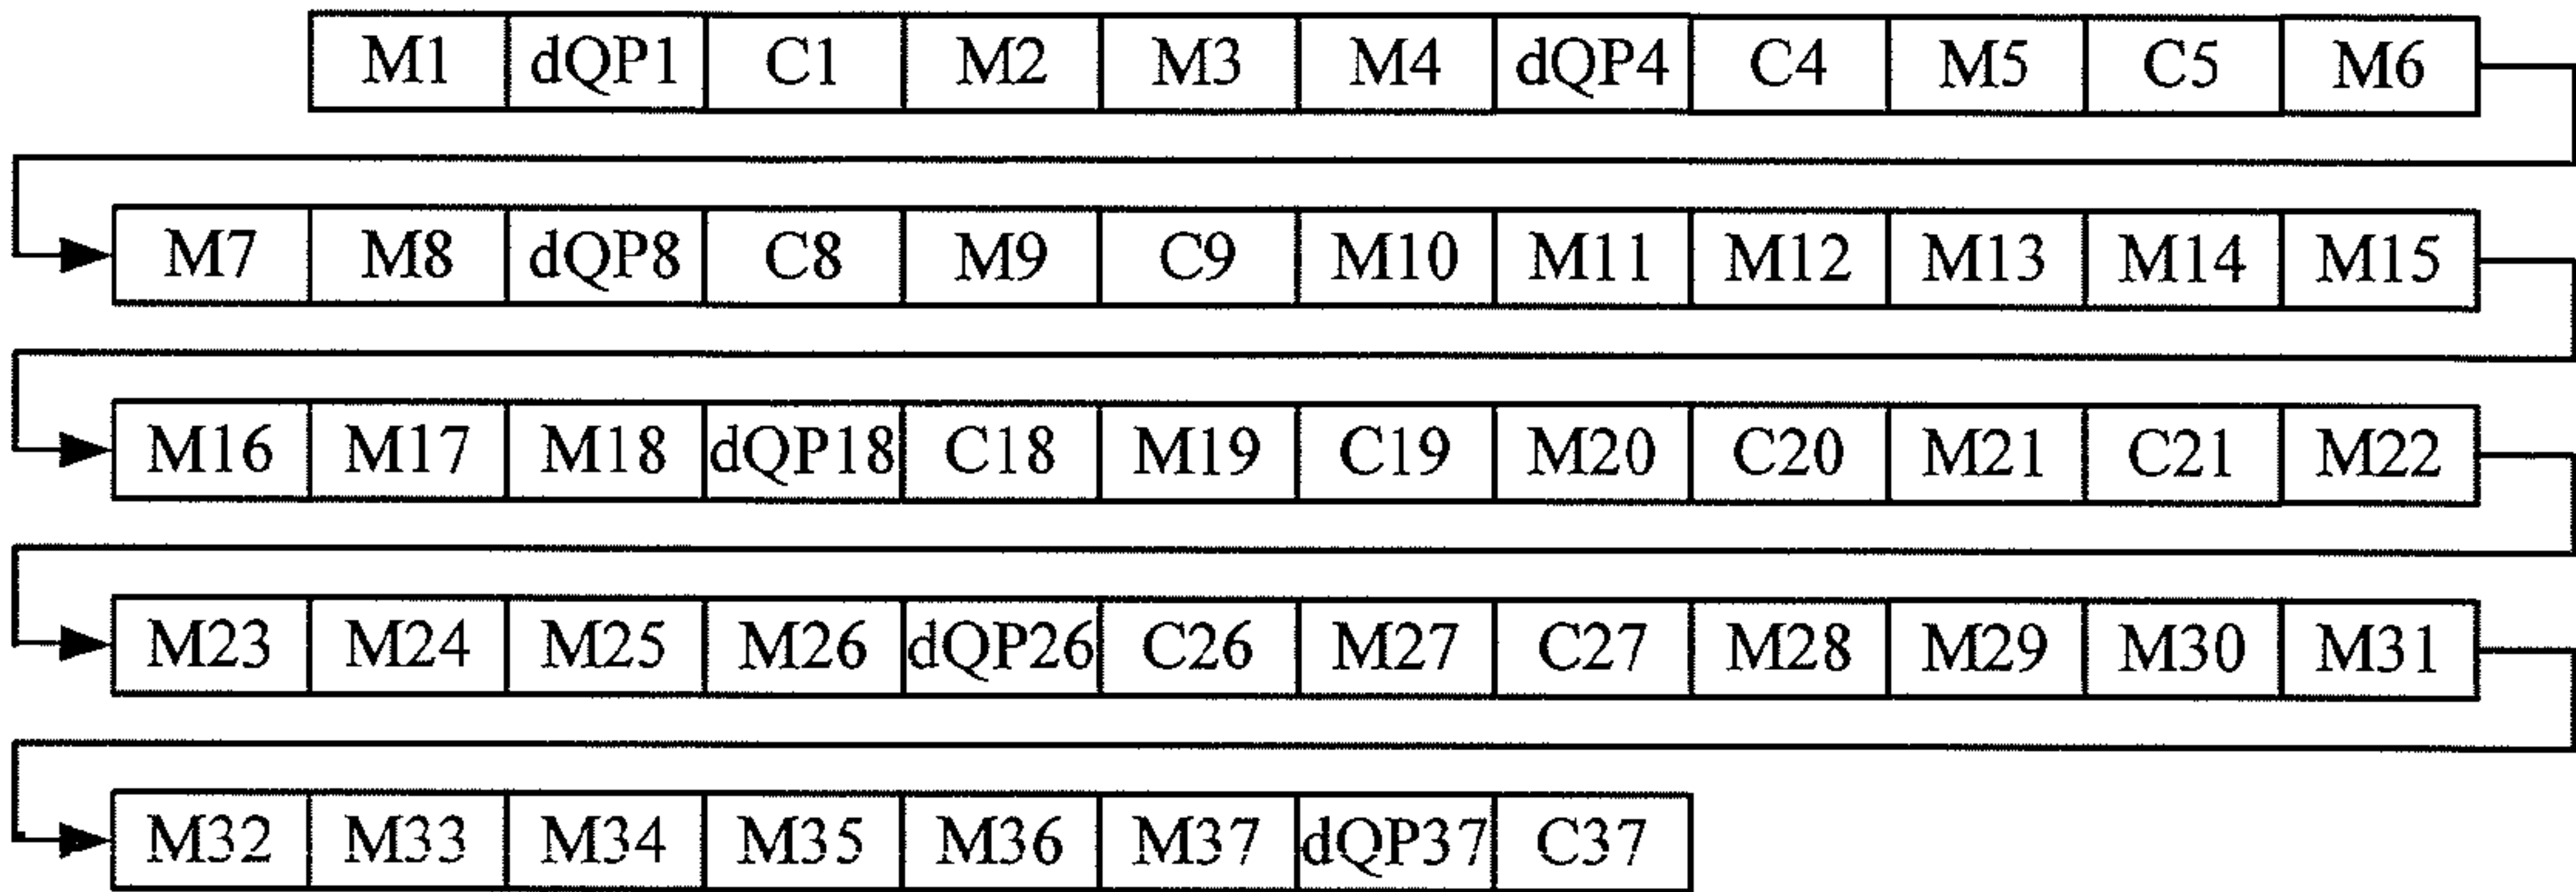 M1 dQP1 C1 M2 M3 M4 dQP4 C4 M5 C5 M6
M7 M8 dQP8 C8 M9 C9 M10 M11 M12 M13 M14 M15
M16 M17 M18 dQP18 C18 M19 C19 M20 C20 M21 C21 M22
M23 M24 M25 M26 dQP26 C26 M27 C27 M28 M29 M30 M31
M32 M33 M34 M35 M36 M37 dQP37 C37